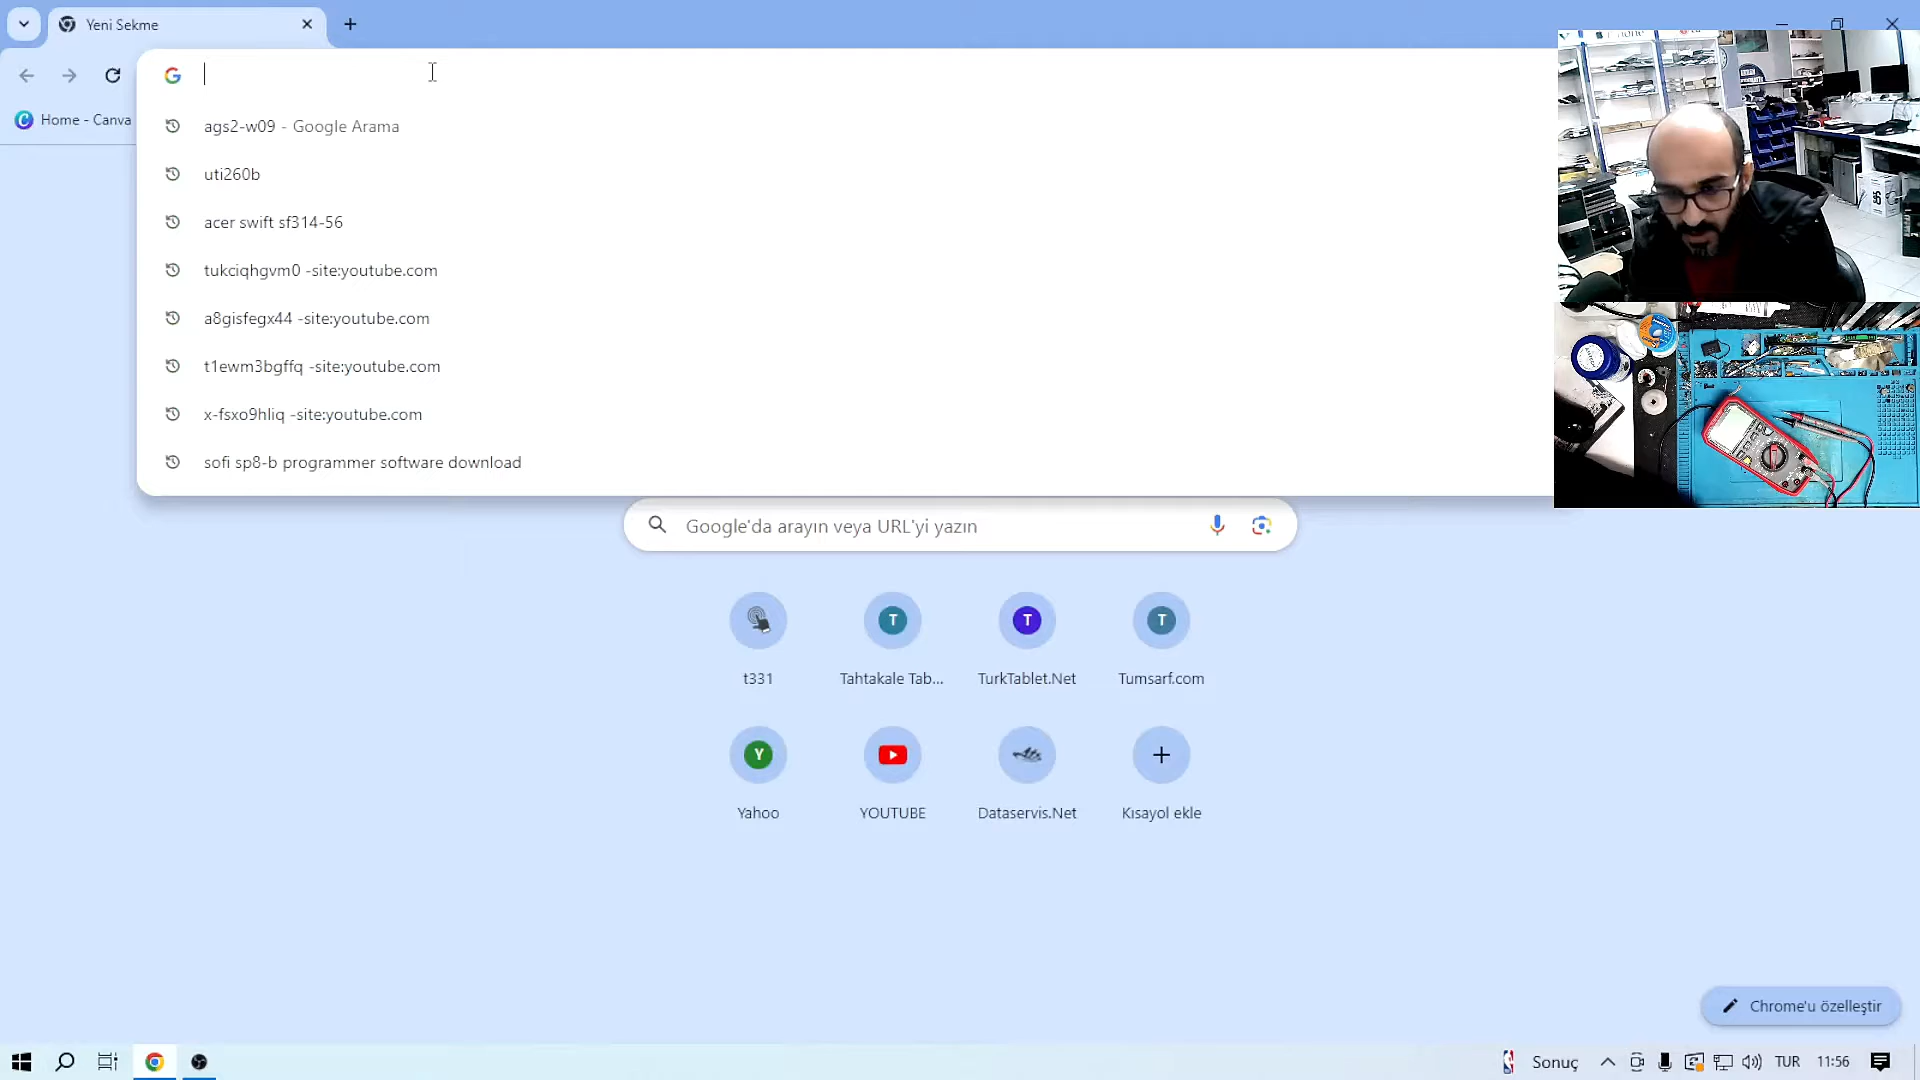 Yeni Sekme
Home - Canva
ags2-w09 - Google Arama
uti260b
acer swift sf314-56
tukciqhgvm0 -site:youtube.com
a8gisfegx44 -site:youtube.com
t1ewm3bgffq -site:youtube.com
x-fsxo9hliq -site:youtube.com
sofi sp8-b programmer software download
Google'da arayın veya URL'yi yazın
T
T
T
t331
Tahtakale Tab...
TurkTablet.Net
Tumsarf.com
Y
Yahoo
YOUTUBE
Dataservis.Net
Kısayol ekle
Chrome'u özelleştir
Sonuç
TUR
11:56